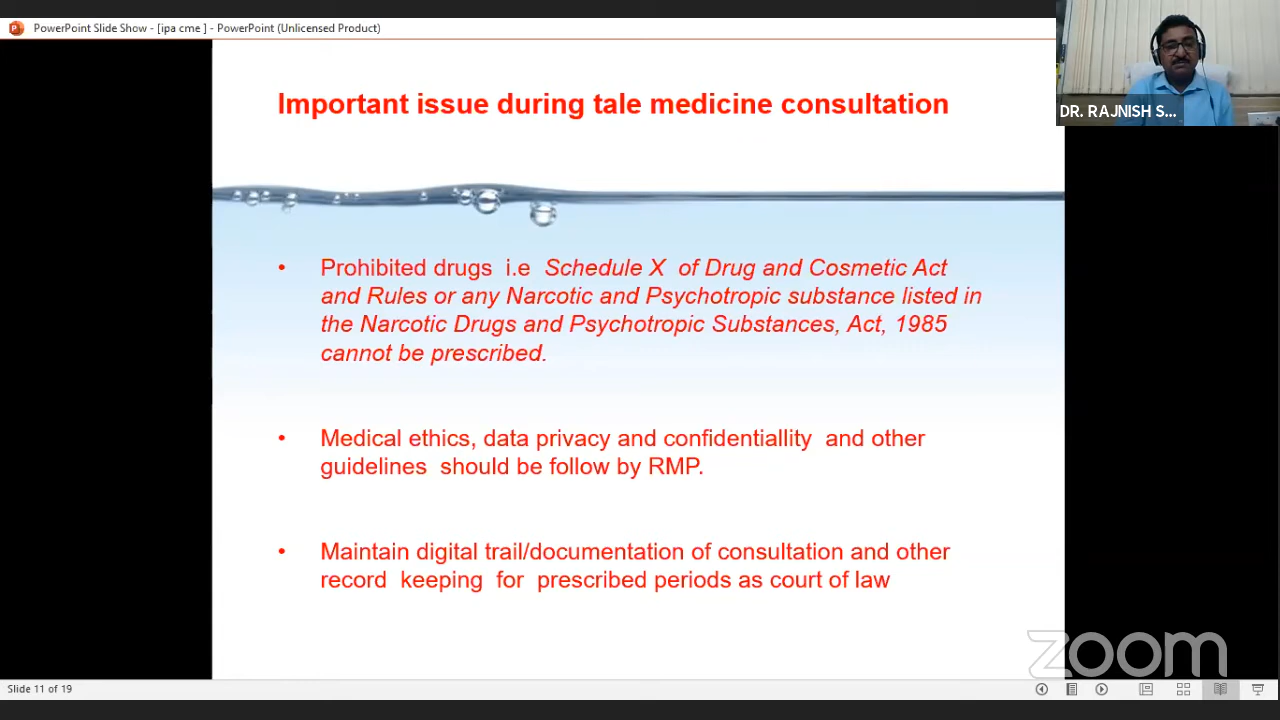 PowerPoint Slide Show - [ipa cme ] - PowerPoint (Unlicensed Product)
DR. RAJNISH S...
Important issue during tale medicine consultation
• Prohibited drugs i.e Schedule X of Drug and Cosmetic Act
and Rules or any Narcotic and Psychotropic substance listed in
the Narcotic Drugs and Psychotropic Substances, Act, 1985
cannot be prescribed.
• Medical ethics, data privacy and confidentiallity and other
guidelines should be follow by RMP.
• Maintain digital trail/documentation of consultation and other
record keeping for prescribed periods as court of law
zoom
Slide 11 of 19